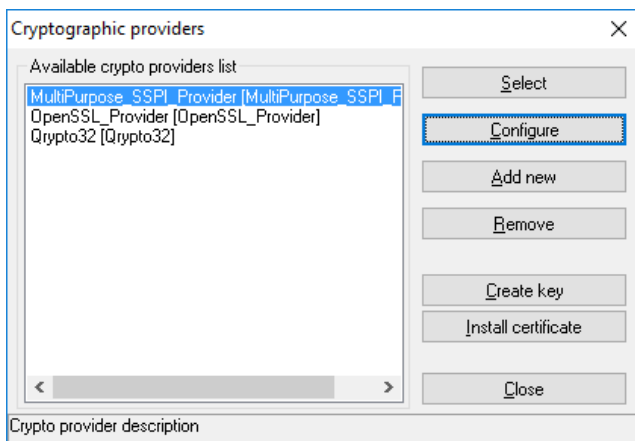 Cryptographic providers
Available crypto providers list
MultiPurpose_SSPI_Provider [MultiPurpose_SSPI_F
OpenSSL_Provider [OpenSSL_Provider]
Qrypto32 [Qrypto32]
Select
Configure
Add new
Remove
Create key
Install certificate
Close
Crypto provider description